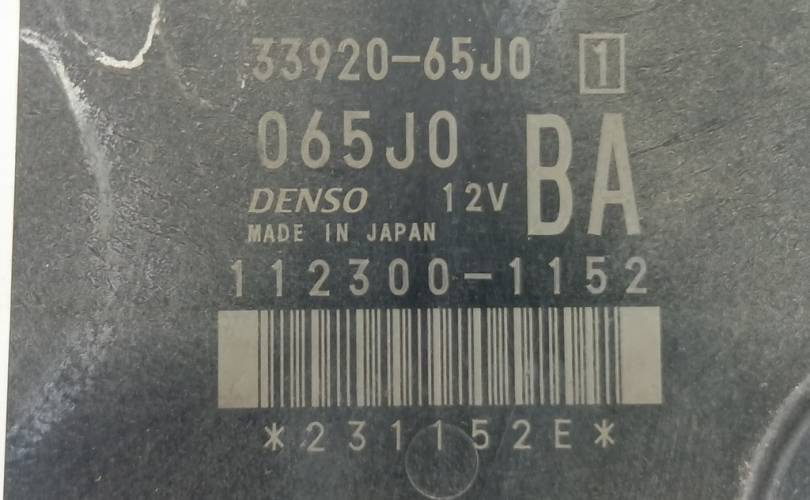 33920-65J0 1
065J0 BA
DENSO 12V
MADE IN JAPAN
112300-1152
*231152E*